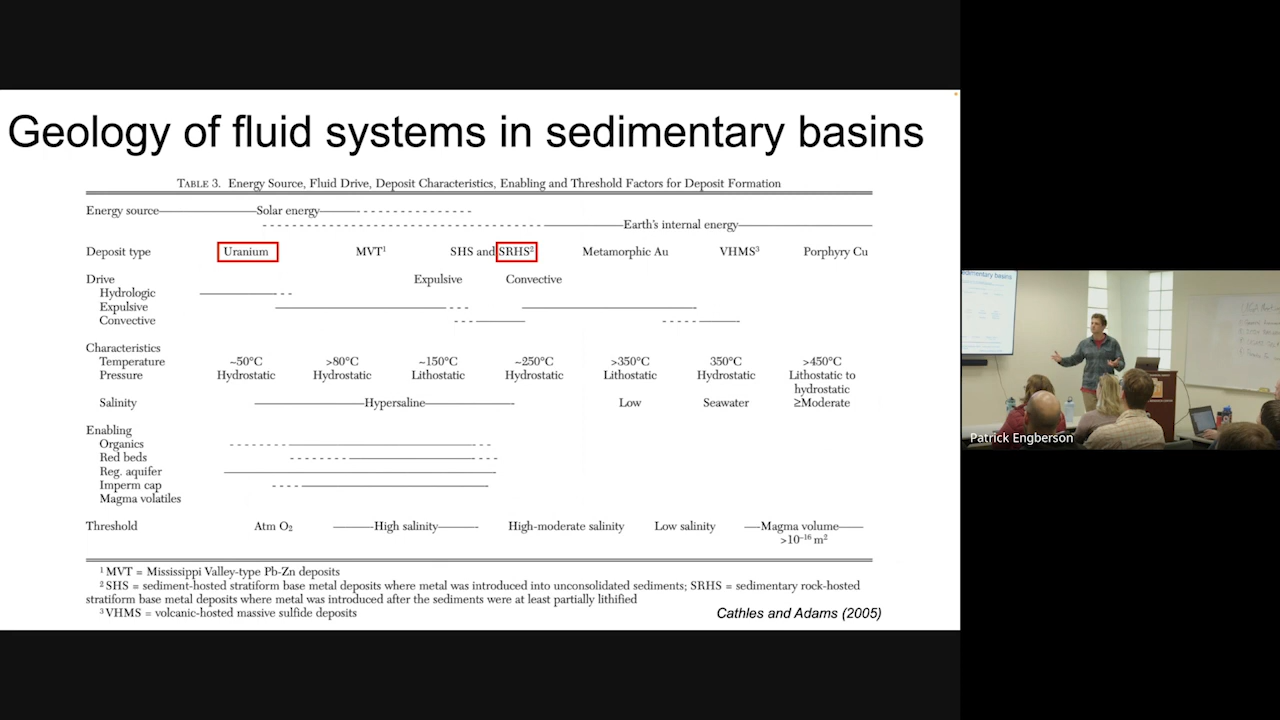 Geology of fluid systems in sedimentary basins
TABLE 3. Energy Source, Fluid Drive, Deposit Characteristics, Enabling and Threshold Factors for Deposit Formation
Energy source Solar energy
Earth's internal energy
Deposit type Uranium MVT¹ SHS and SRHS² Metamorphic Au VHMS³ Porphyry Cu
Drive Expulsive Convective
Hydrologic
Expulsive
Convective
Characteristics
Temperature ~50°C >80°C ~150°C ~250°C >350°C 350°C >450°C
Pressure Hydrostatic Hydrostatic Lithostatic Hydrostatic Lithostatic Hydrostatic Lithostatic to
hydrostatic
Salinity Hypersaline Low Seawater ≥Moderate
Enabling
Organics
Red beds
Reg. aquifer
Imperm cap
Magma volatiles
Threshold Atm O₂ High salinity High-moderate salinity Low salinity Magma volume
>10⁻¹⁶ m²
¹ MVT = Mississippi Valley-type Pb-Zn deposits
² SHS = sediment-hosted stratiform base metal deposits where metal was introduced into unconsolidated sediments; SRHS = sedimentary rock-hosted
stratiform base metal deposits where metal was introduced after the sediments were at least partially lithified
³ VHMS = volcanic-hosted massive sulfide deposits
Cathles and Adams (2005)
dimentary basins
Patrick Engberson